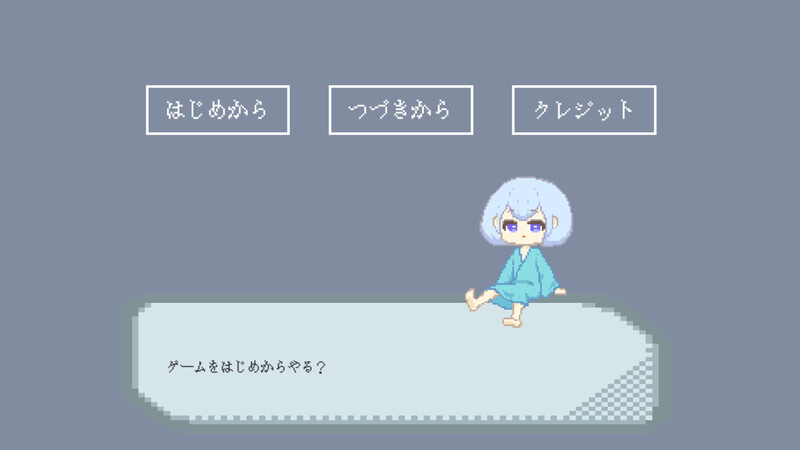 はじめから
つづきから
クレジット
ゲームをはじめからやる？